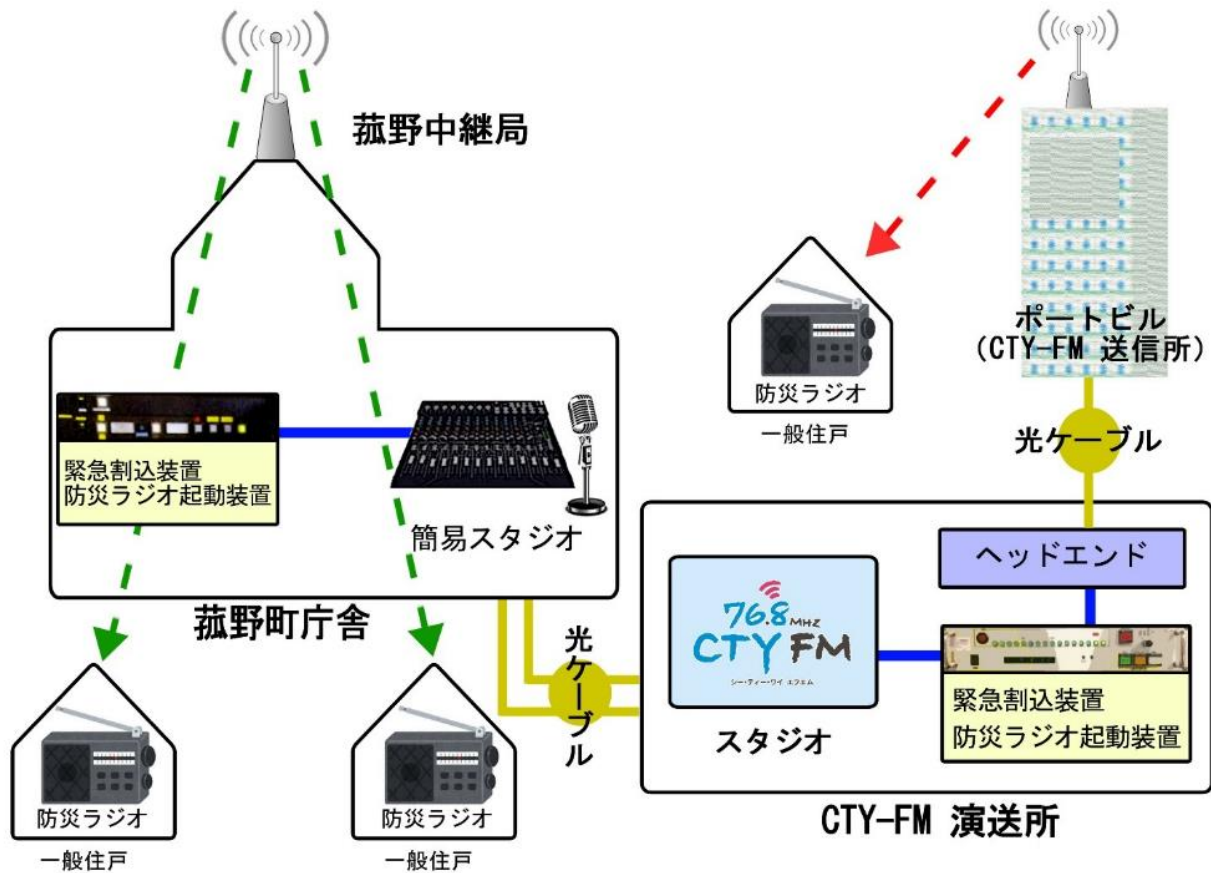 菰野中継局
ポートビル
(CTY-FM 送信所)
防災ラジオ
一般住戸
光ケーブル
緊急割込装置
防災ラジオ起動装置
簡易スタジオ
菰野町庁舎
光ケーブル
ヘッドエンド
76.8 MHZ
CTY FM
シー・ティー・ワイ エフエム
スタジオ
緊急割込装置
防災ラジオ起動装置
CTY-FM 演送所
防災ラジオ
一般住戸
防災ラジオ
一般住戸